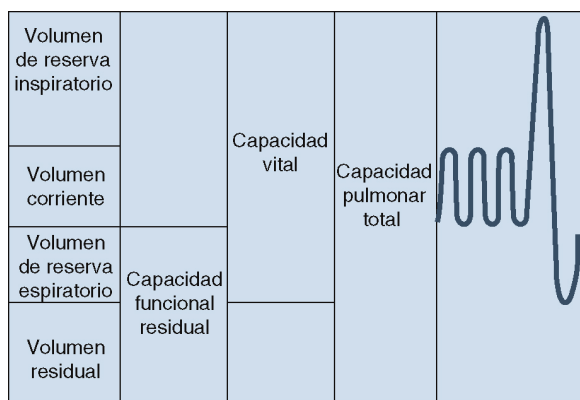 Volumen
de reserva
inspiratorio
Volumen
corriente
Volumen
de reserva
espiratorio
Volumen
residual
Capacidad
funcional
residual
Capacidad
vital
Capacidad
pulmonar
total